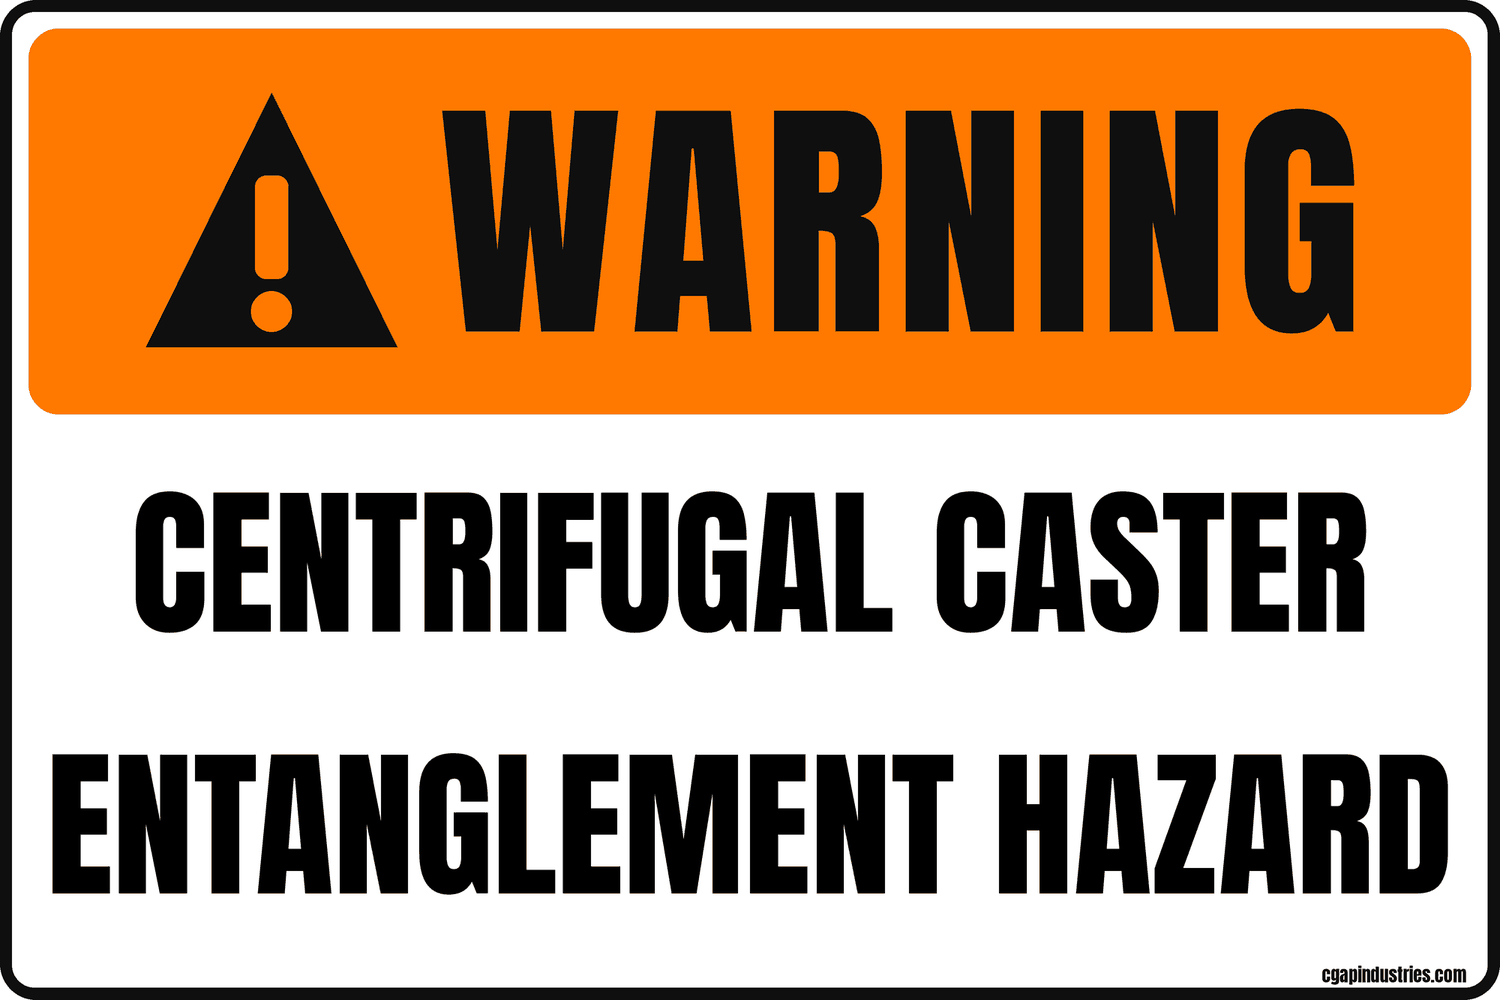 WARNING
CENTRIFUGAL CASTER
ENTANGLEMENT HAZARD
cgapindustries.com